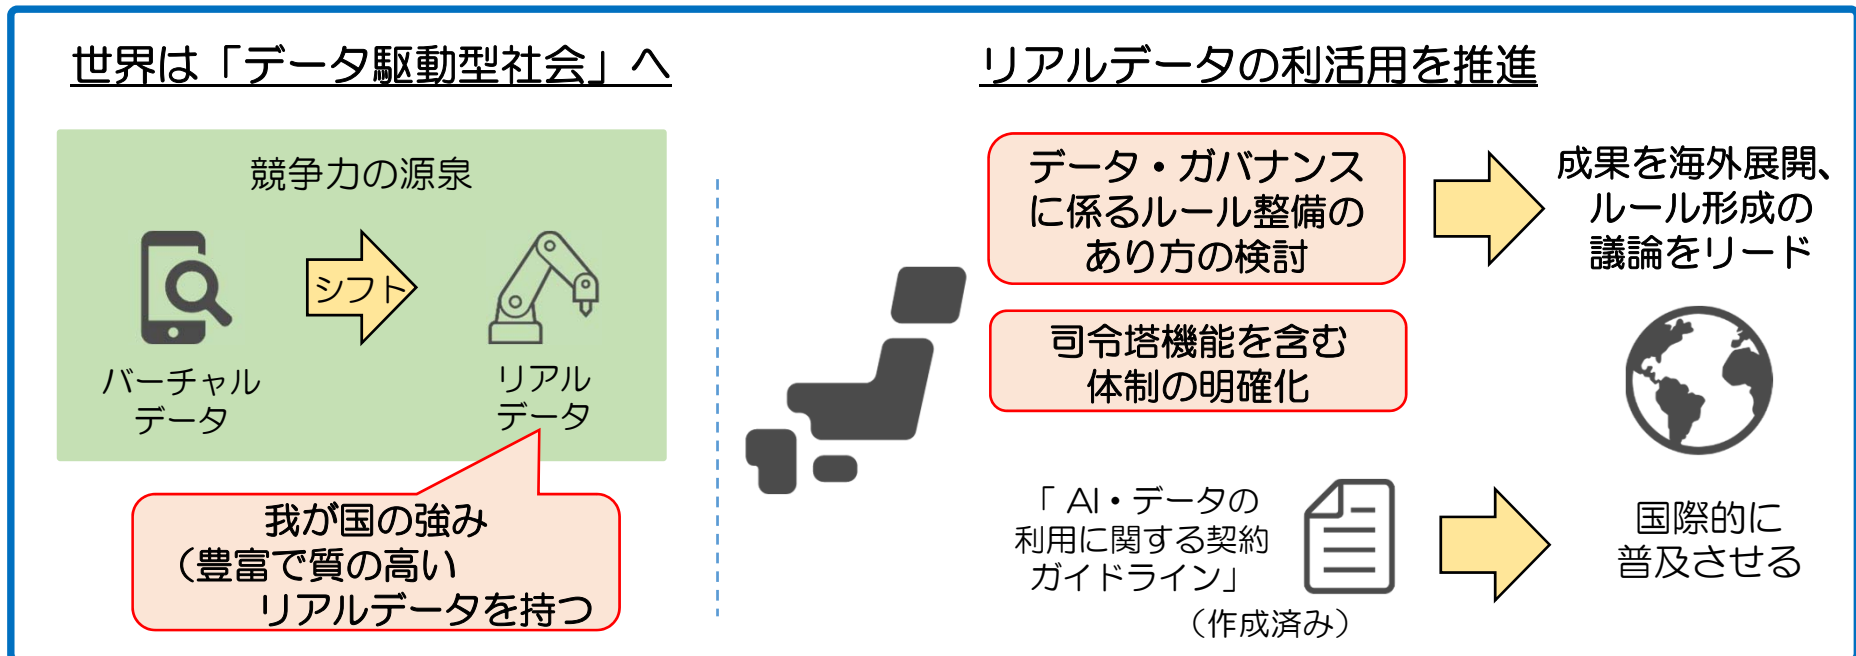 世界は「データ駆動型社会」へ
競争力の源泉
シフト
バーチャル
データ
リアル
データ
我が国の強み
（豊富で質の高い
リアルデータを持つ
リアルデータの利活用を推進
データ・ガバナンス
に係るルール整備の
あり方の検討
成果を海外展開、
ルール形成の
議論をリード
司令塔機能を含む
体制の明確化
「 AI・データの
利用に関する契約
ガイドライン」
（作成済み）
国際的に
普及させる